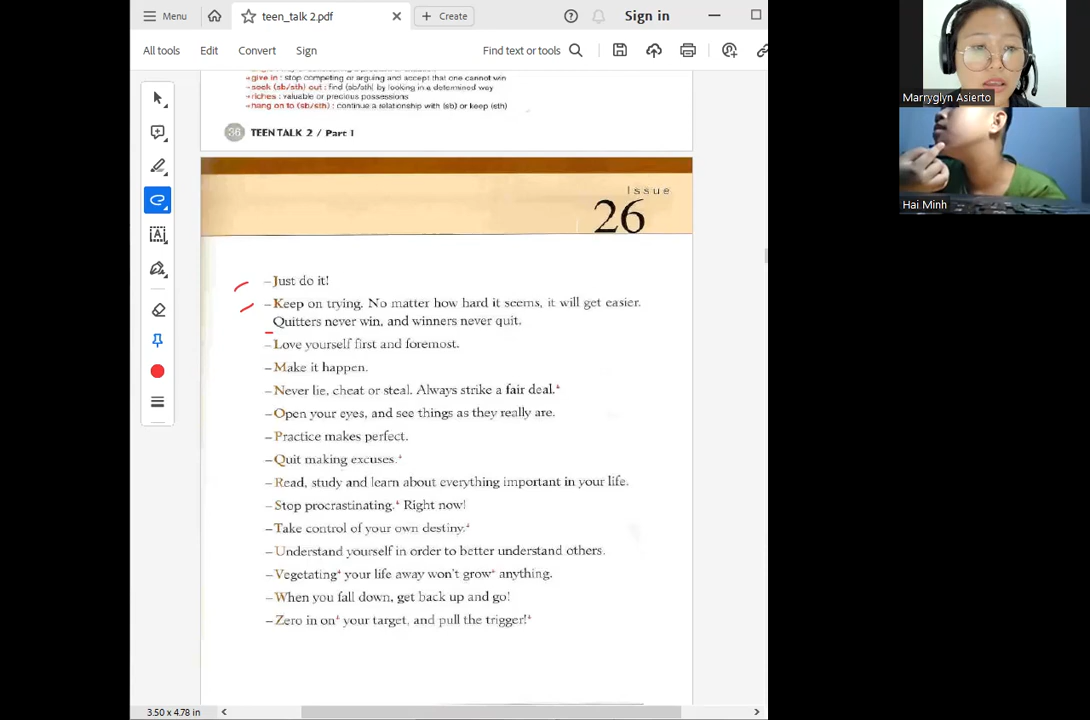 Menu
teen_talk 2.pdf
Create
Sign in
All tools
Edit
Convert
Sign
Find text or tools
give in : stop competing or arguing and accept that one cannot win
seek (sb/sth) out : find (sb/sth) by looking in a determined way
riches : valuable or precious possessions
hang on to (sb/sth) : continue a relationship with (sb) or keep (sth)
36 TEEN TALK 2 / Part 1
Issue
26
–Just do it!
–Keep on trying. No matter how hard it seems, it will get easier.
Quitters never win, and winners never quit.
–Love yourself first and foremost.
–Make it happen.
–Never lie, cheat or steal. Always strike a fair deal.*
–Open your eyes, and see things as they really are.
–Practice makes perfect.
–Quit making excuses.*
–Read, study and learn about everything important in your life.
–Stop procrastinating.* Right now!
–Take control of your own destiny.*
–Understand yourself in order to better understand others.
–Vegetating* your life away won't grow* anything.
–When you fall down, get back up and go!
–Zero in on* your target, and pull the trigger!*
3.50 x 4.78 in
Marryglyn Asierto
Hai Minh